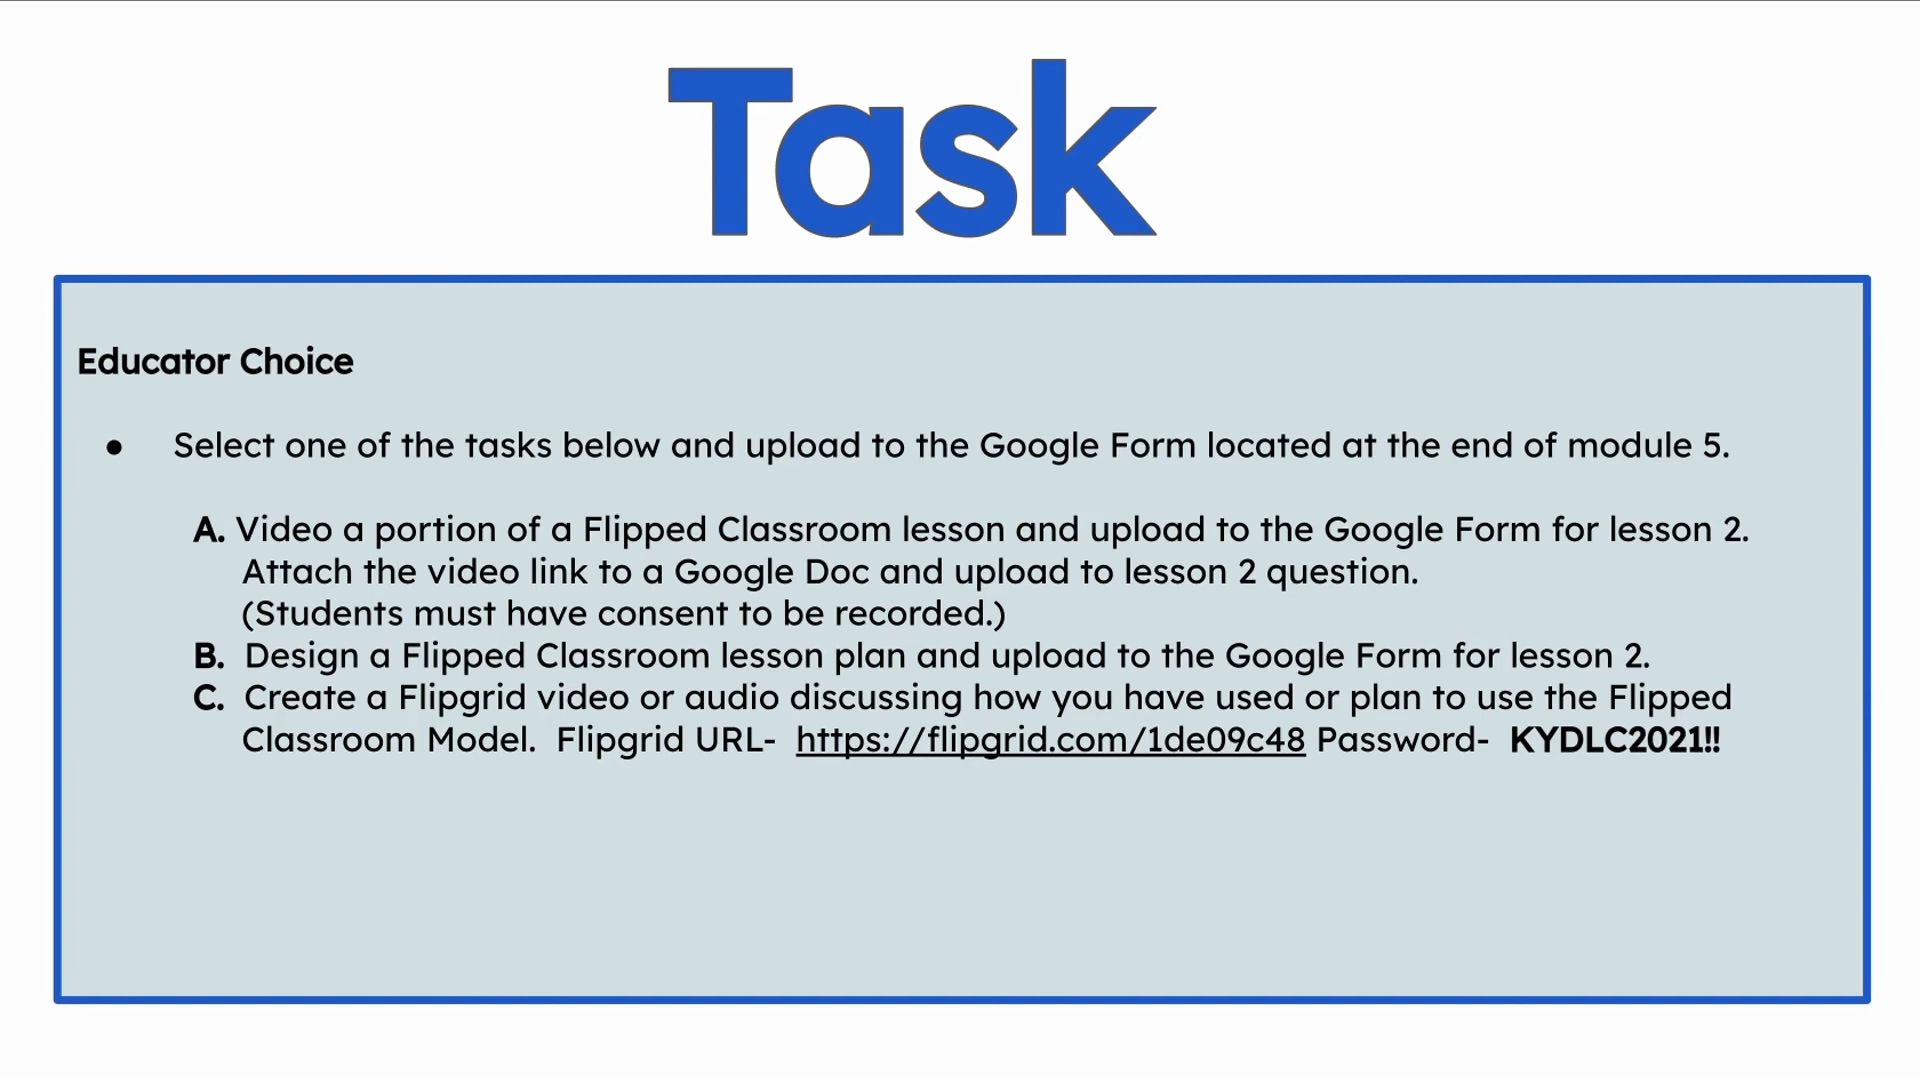 Task
Educator Choice
● Select one of the tasks below and upload to the Google Form located at the end of module 5.
A. Video a portion of a Flipped Classroom lesson and upload to the Google Form for lesson 2.
Attach the video link to a Google Doc and upload to lesson 2 question.
(Students must have consent to be recorded.)
B. Design a Flipped Classroom lesson plan and upload to the Google Form for lesson 2.
C. Create a Flipgrid video or audio discussing how you have used or plan to use the Flipped
Classroom Model. Flipgrid URL- https://flipgrid.com/1de09c48 Password- KYDLC2021!!